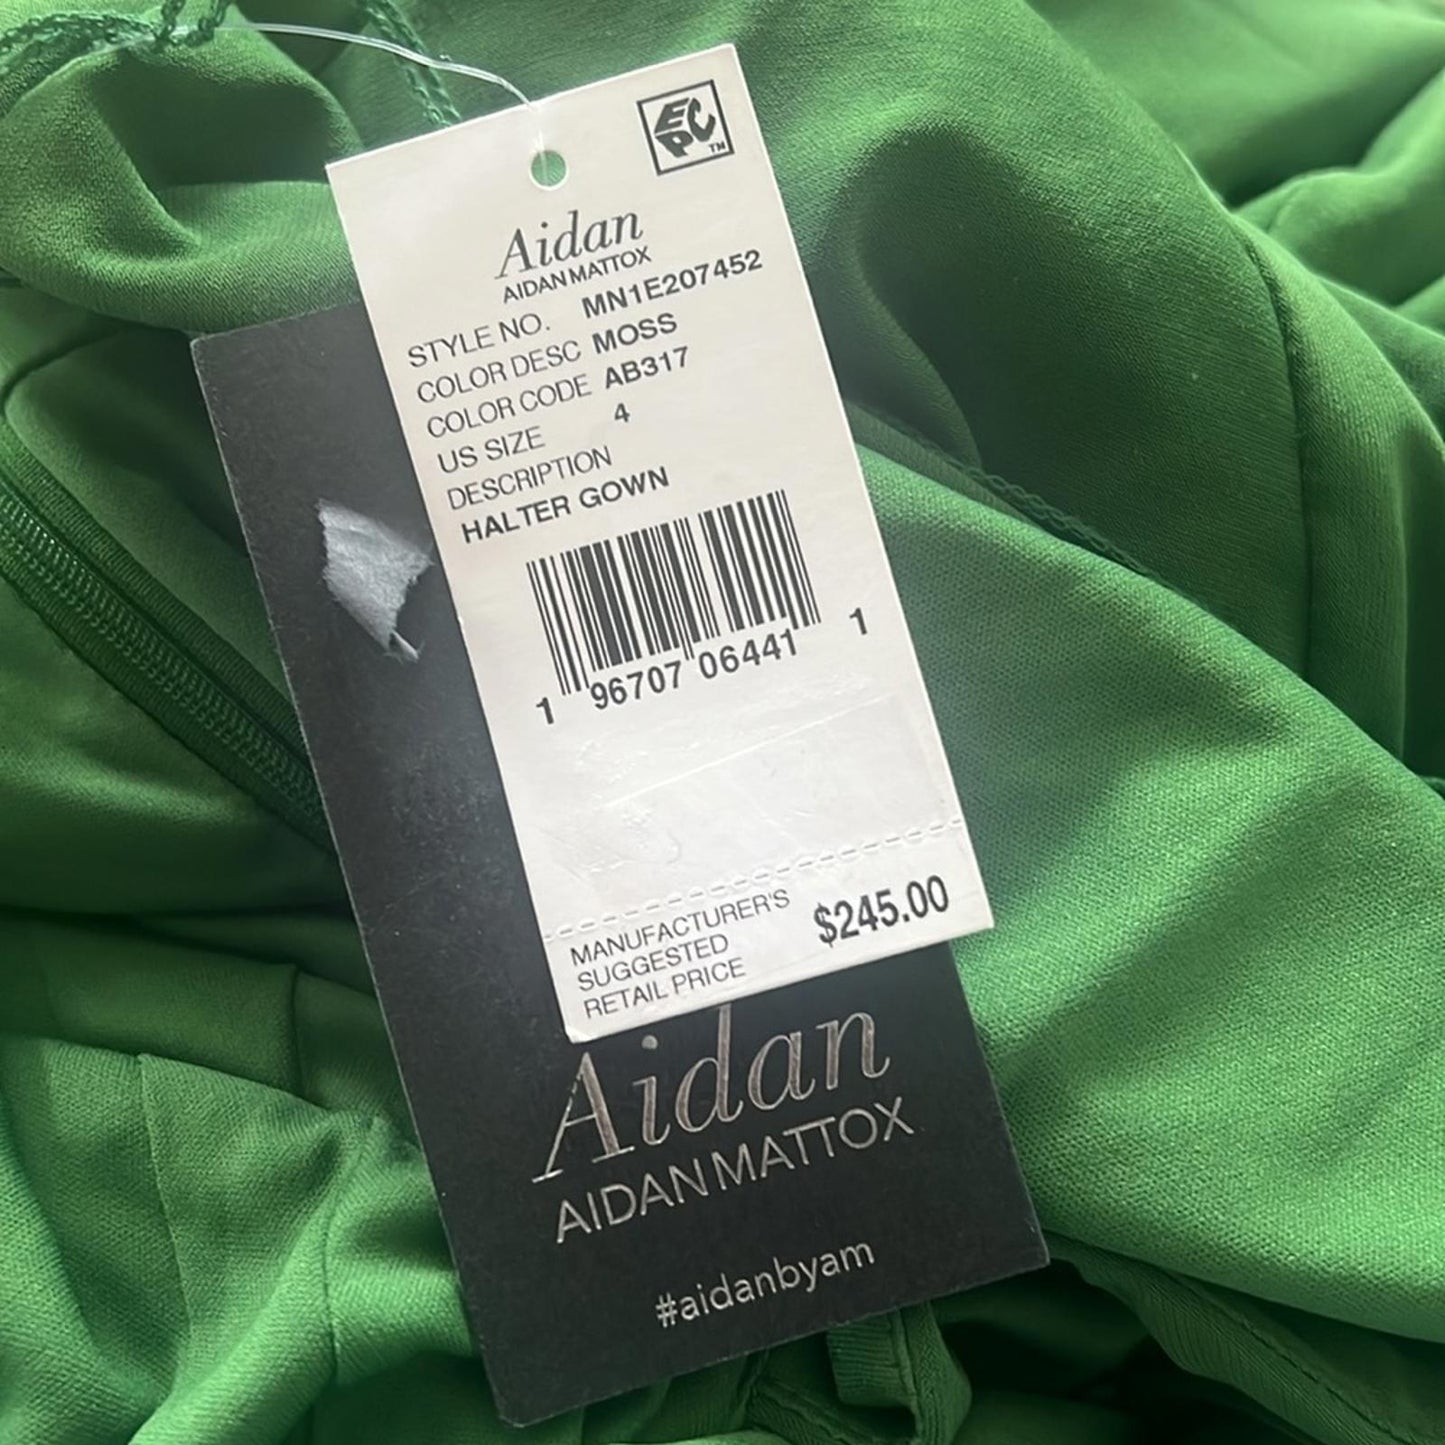 EPC™
Aidan
AIDAN MATTOX
STYLE NO. MN1E207452
COLOR DESC MOSS
COLOR CODE AB317
US SIZE 4
DESCRIPTION
HALTER GOWN
1 96707 06441 1
MANUFACTURER'S
SUGGESTED
RETAIL PRICE
$245.00
Aidan
AIDAN MATTOX
#aidanbyam